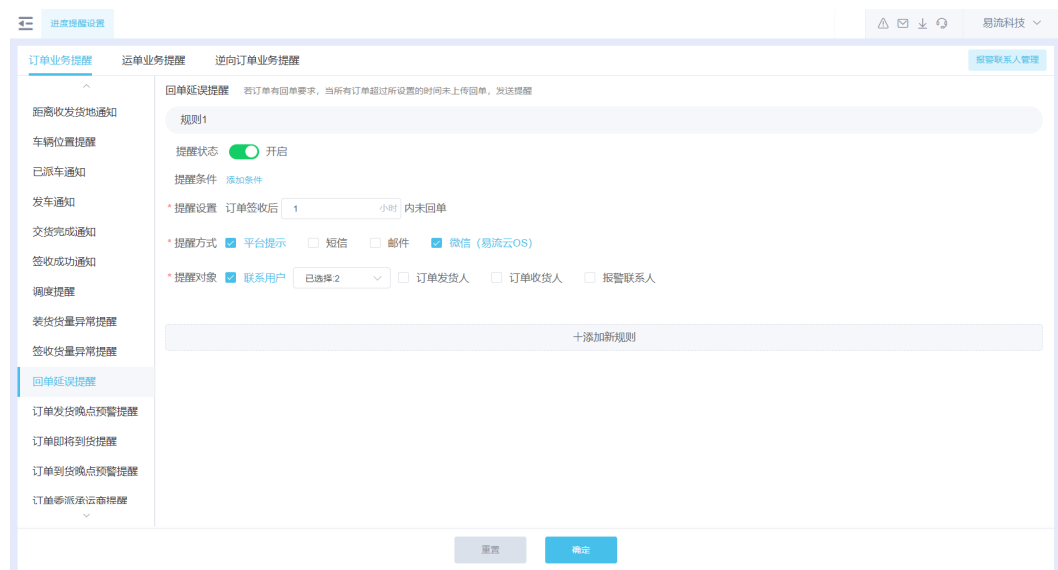 进度提醒设置
易流科技
订单业务提醒 运单业务提醒 逆向订单业务提醒 报警联系人管理
距离收发货地通知
车辆位置提醒
已派车通知
发车通知
交货完成通知
签收成功通知
调度提醒
装货货量异常提醒
签收货量异常提醒
回单延误提醒
订单发货晚点预警提醒
订单即将到货提醒
订单到货晚点预警提醒
订单委派承运商提醒
回单延误提醒 若订单有回单要求，当所有订单超过所设置的时间未上传回单，发送提醒
规则1
提醒状态 开启
提醒条件 添加条件
*提醒设置 订单签收后 1 小时 内未回单
*提醒方式 平台提示 短信 邮件 微信（易流云OS）
*提醒对象 联系用户 已选择:2 订单发货人 订单收货人 报警联系人
+添加新规则
重置 确定